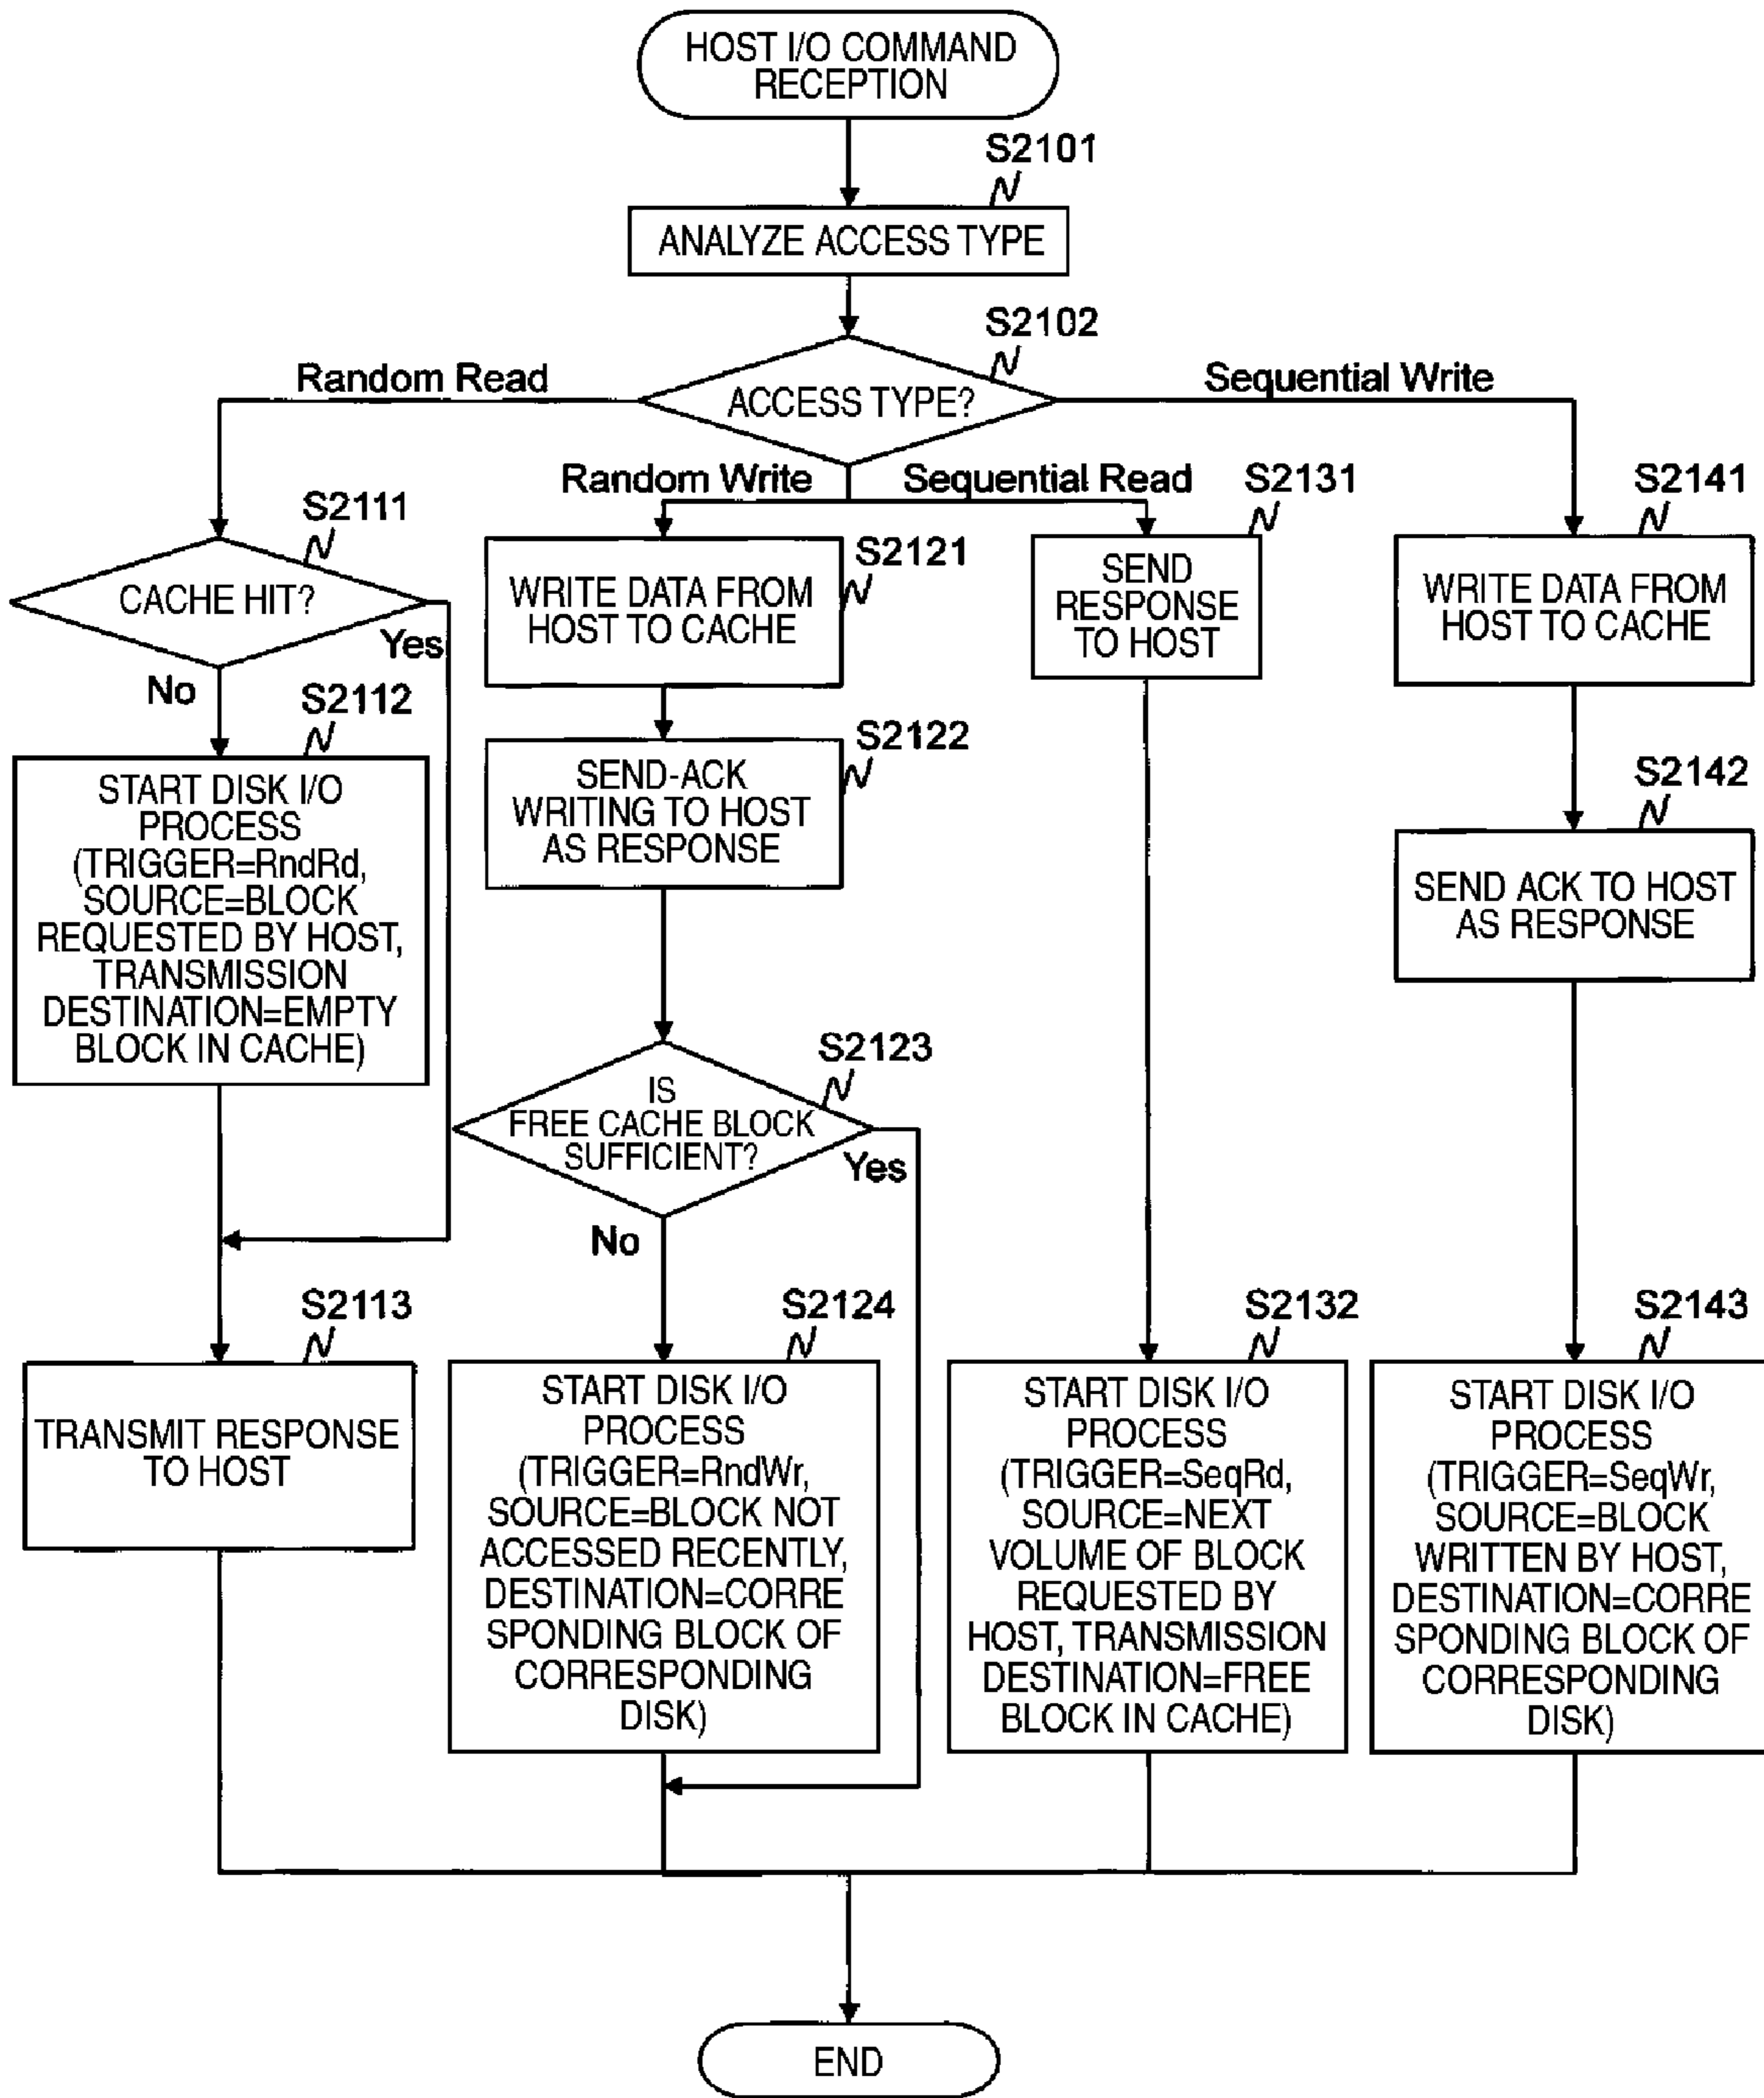 HOST I/O COMMAND
RECEPTION
S2101
ANALYZE ACCESS TYPE
S2102
ACCESS TYPE?
Random Read
Sequential Write
Random Write
Sequential Read
S2111
CACHE HIT?
Yes
No
S2112
START DISK I/O
PROCESS
(TRIGGER=RndRd,
SOURCE=BLOCK
REQUESTED BY HOST,
TRANSMISSION
DESTINATION=EMPTY
BLOCK IN CACHE)
S2113
TRANSMIT RESPONSE
TO HOST
S2121
WRITE DATA FROM
HOST TO CACHE
S2122
SEND-ACK
WRITING TO HOST
AS RESPONSE
S2123
IS
FREE CACHE BLOCK
SUFFICIENT?
Yes
No
S2124
START DISK I/O
PROCESS
(TRIGGER=RndWr,
SOURCE=BLOCK NOT
ACCESSED RECENTLY,
DESTINATION=CORRE
SPONDING BLOCK OF
CORRESPONDING
DISK)
S2131
SEND
RESPONSE
TO HOST
S2132
START DISK I/O
PROCESS
(TRIGGER=SeqRd,
SOURCE=NEXT
VOLUME OF BLOCK
REQUESTED BY
HOST, TRANSMISSION
DESTINATION=FREE
BLOCK IN CACHE)
S2141
WRITE DATA FROM
HOST TO CACHE
S2142
SEND ACK TO HOST
AS RESPONSE
S2143
START DISK I/O
PROCESS
(TRIGGER=SeqWr,
SOURCE=BLOCK
WRITTEN BY HOST,
DESTINATION=CORRE
SPONDING BLOCK OF
CORRESPONDING
DISK)
END